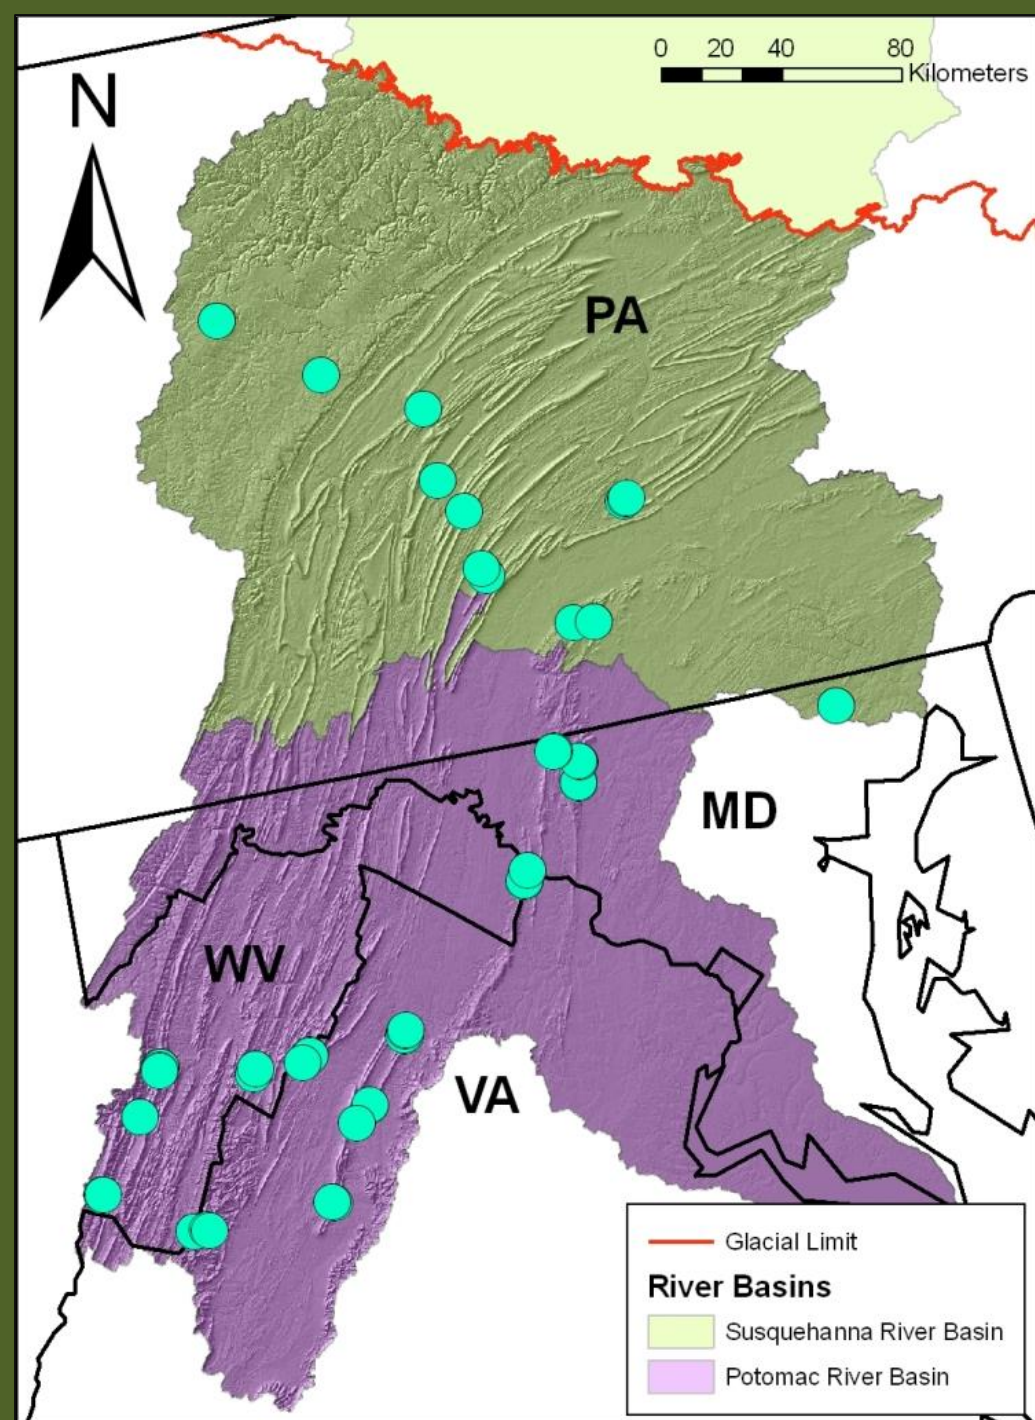 0 20 40 80
Kilometers
N
PA
MD
WV
VA
Glacial Limit
River Basins
Susquehanna River Basin
Potomac River Basin